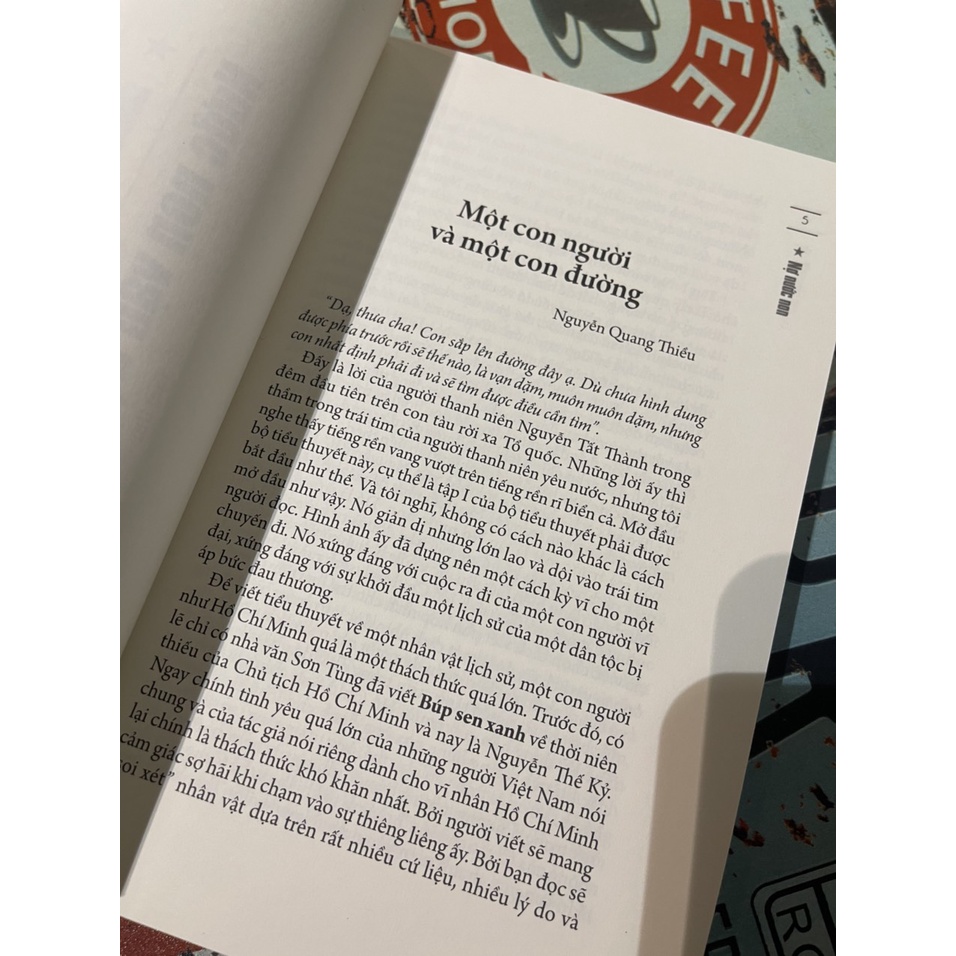 5
★ Nợ nước non
Một con người
và một con đường
Nguyễn Quang Thiều
"Dạ, thưa cha! Con sắp lên đường đây ạ. Dù chưa hình dung
được phía trước rồi sẽ thế nào, là vạn dặm, muôn muôn dặm, nhưng
con nhất định phải đi và sẽ tìm được điều cần tìm".
Đấy là lời của người thanh niên Nguyễn Tất Thành trong
đêm đầu tiên trên con tàu rời xa Tổ quốc. Những lời ấy thì
thầm trong trái tim của người thanh niên yêu nước, nhưng tôi
nghe thấy tiếng rền vang vượt trên tiếng rền rĩ biển cả. Mở đầu
bộ tiểu thuyết này, cụ thể là tập I của bộ tiểu thuyết phải được
bắt đầu như thế. Và tôi nghĩ, không có cách nào khác là cách
mở đầu như vậy. Nó giản dị nhưng lớn lao và dội vào trái tim
người đọc. Hình ảnh ấy đã dựng nên một cách kỳ vĩ cho một
chuyến đi. Nó xứng đáng với cuộc ra đi của một con người vĩ
đại, xứng đáng với sự khởi đầu một lịch sử của một dân tộc bị
áp bức đau thương.
Để viết tiểu thuyết về một nhân vật lịch sử, một con người
như Hồ Chí Minh quả là một thách thức quá lớn. Trước đó, có
lẽ chỉ có nhà văn Sơn Tùng đã viết Búp sen xanh về thời niên
thiếu của Chủ tịch Hồ Chí Minh và nay là Nguyễn Thế Kỷ.
Ngay chính tình yêu quá lớn của những người Việt Nam nói
chung và của tác giả nói riêng dành cho vĩ nhân Hồ Chí Minh
lại chính là thách thức khó khăn nhất. Bởi người viết sẽ mang
cảm giác sợ hãi khi chạm vào sự thiêng liêng ấy. Bởi bạn đọc sẽ
soi xét" nhân vật dựa trên rất nhiều cứ liệu, nhiều lý do và